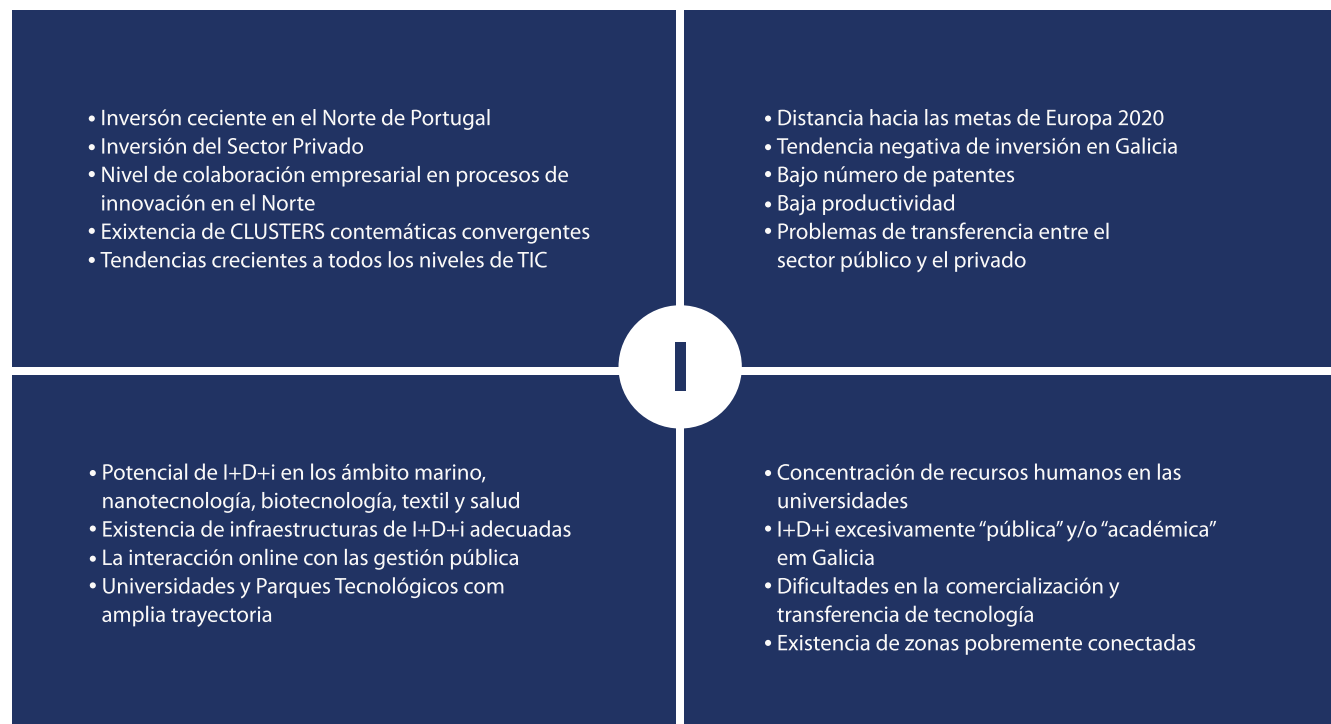 • Inversón ceciente en el Norte de Portugal
• Inversión del Sector Privado
• Nivel de colaboración empresarial en procesos de
innovación en el Norte
• Exixtencia de CLUSTERS contemáticas convergentes
• Tendencias crecientes a todos los niveles de TIC
• Distancia hacia las metas de Europa 2020
• Tendencia negativa de inversión en Galicia
• Bajo número de patentes
• Baja productividad
• Problemas de transferencia entre el
sector público y el privado
I
• Potencial de I+D+i en los ámbito marino,
nanotecnología, biotecnología, textil y salud
• Existencia de infraestructuras de I+D+i adecuadas
• La interacción online con las gestión pública
• Universidades y Parques Tecnológicos com
amplia trayectoria
• Concentración de recursos humanos en las
universidades
• I+D+i excesivamente “pública” y/o “académica”
em Galicia
• Dificultades en la comercialización y
transferencia de tecnología
• Existencia de zonas pobremente conectadas